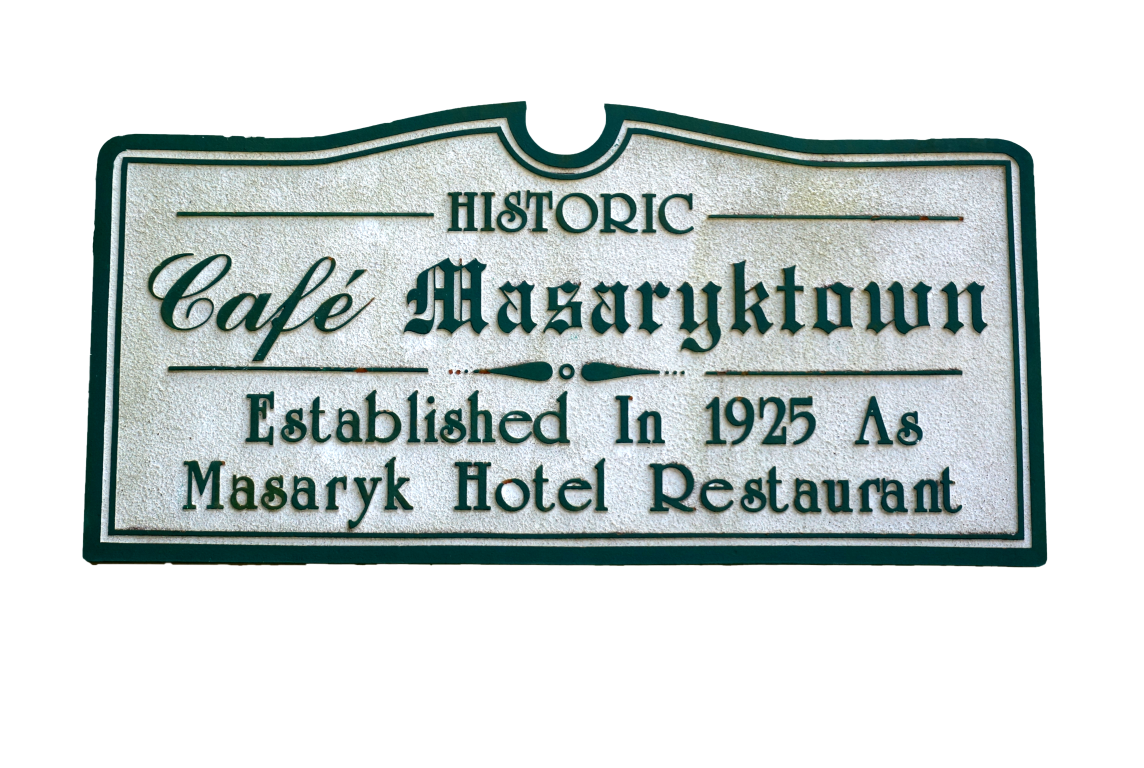 HISTORIC
Café Masaryktown
Established In 1925 As
Masaryk Hotel Restaurant